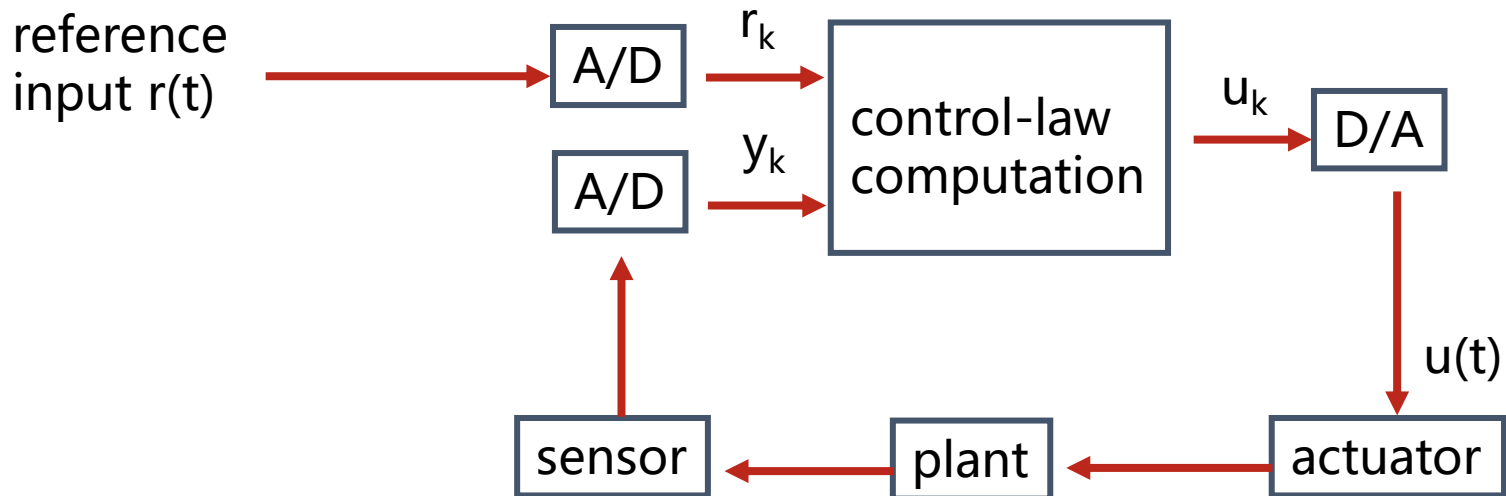 reference
input r(t)
A/D
r_k
A/D
y_k
control-law
computation
u_k
D/A
u(t)
sensor
plant
actuator